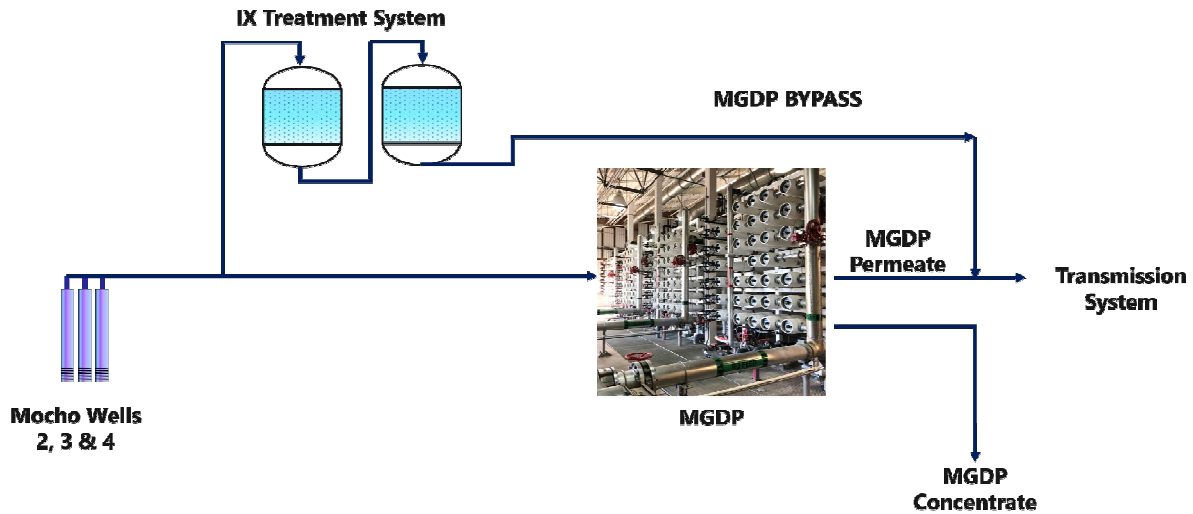 IX Treatment System
MGDP BYPASS
MGDP
Permeate
Transmission
System
Mocho Wells
2, 3 & 4
MGDP
MGDP
Concentrate